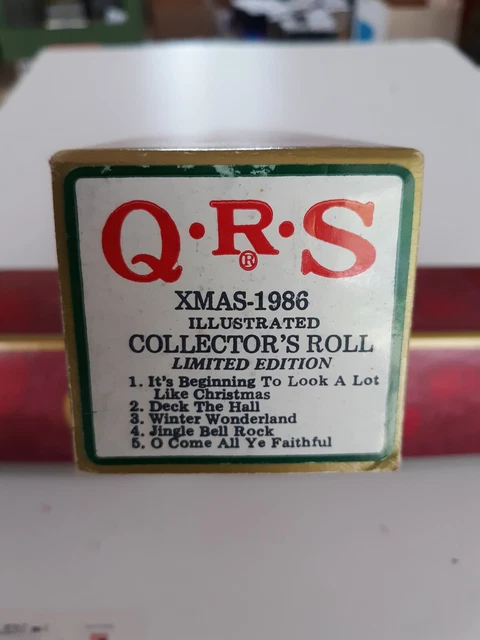 Q·R·S
®
XMAS-1986
ILLUSTRATED
COLLECTOR'S ROLL
LIMITED EDITION
1. It's Beginning To Look A Lot
Like Christmas
2. Deck The Hall
3. Winter Wonderland
4. Jingle Bell Rock
5. O Come All Ye Faithful